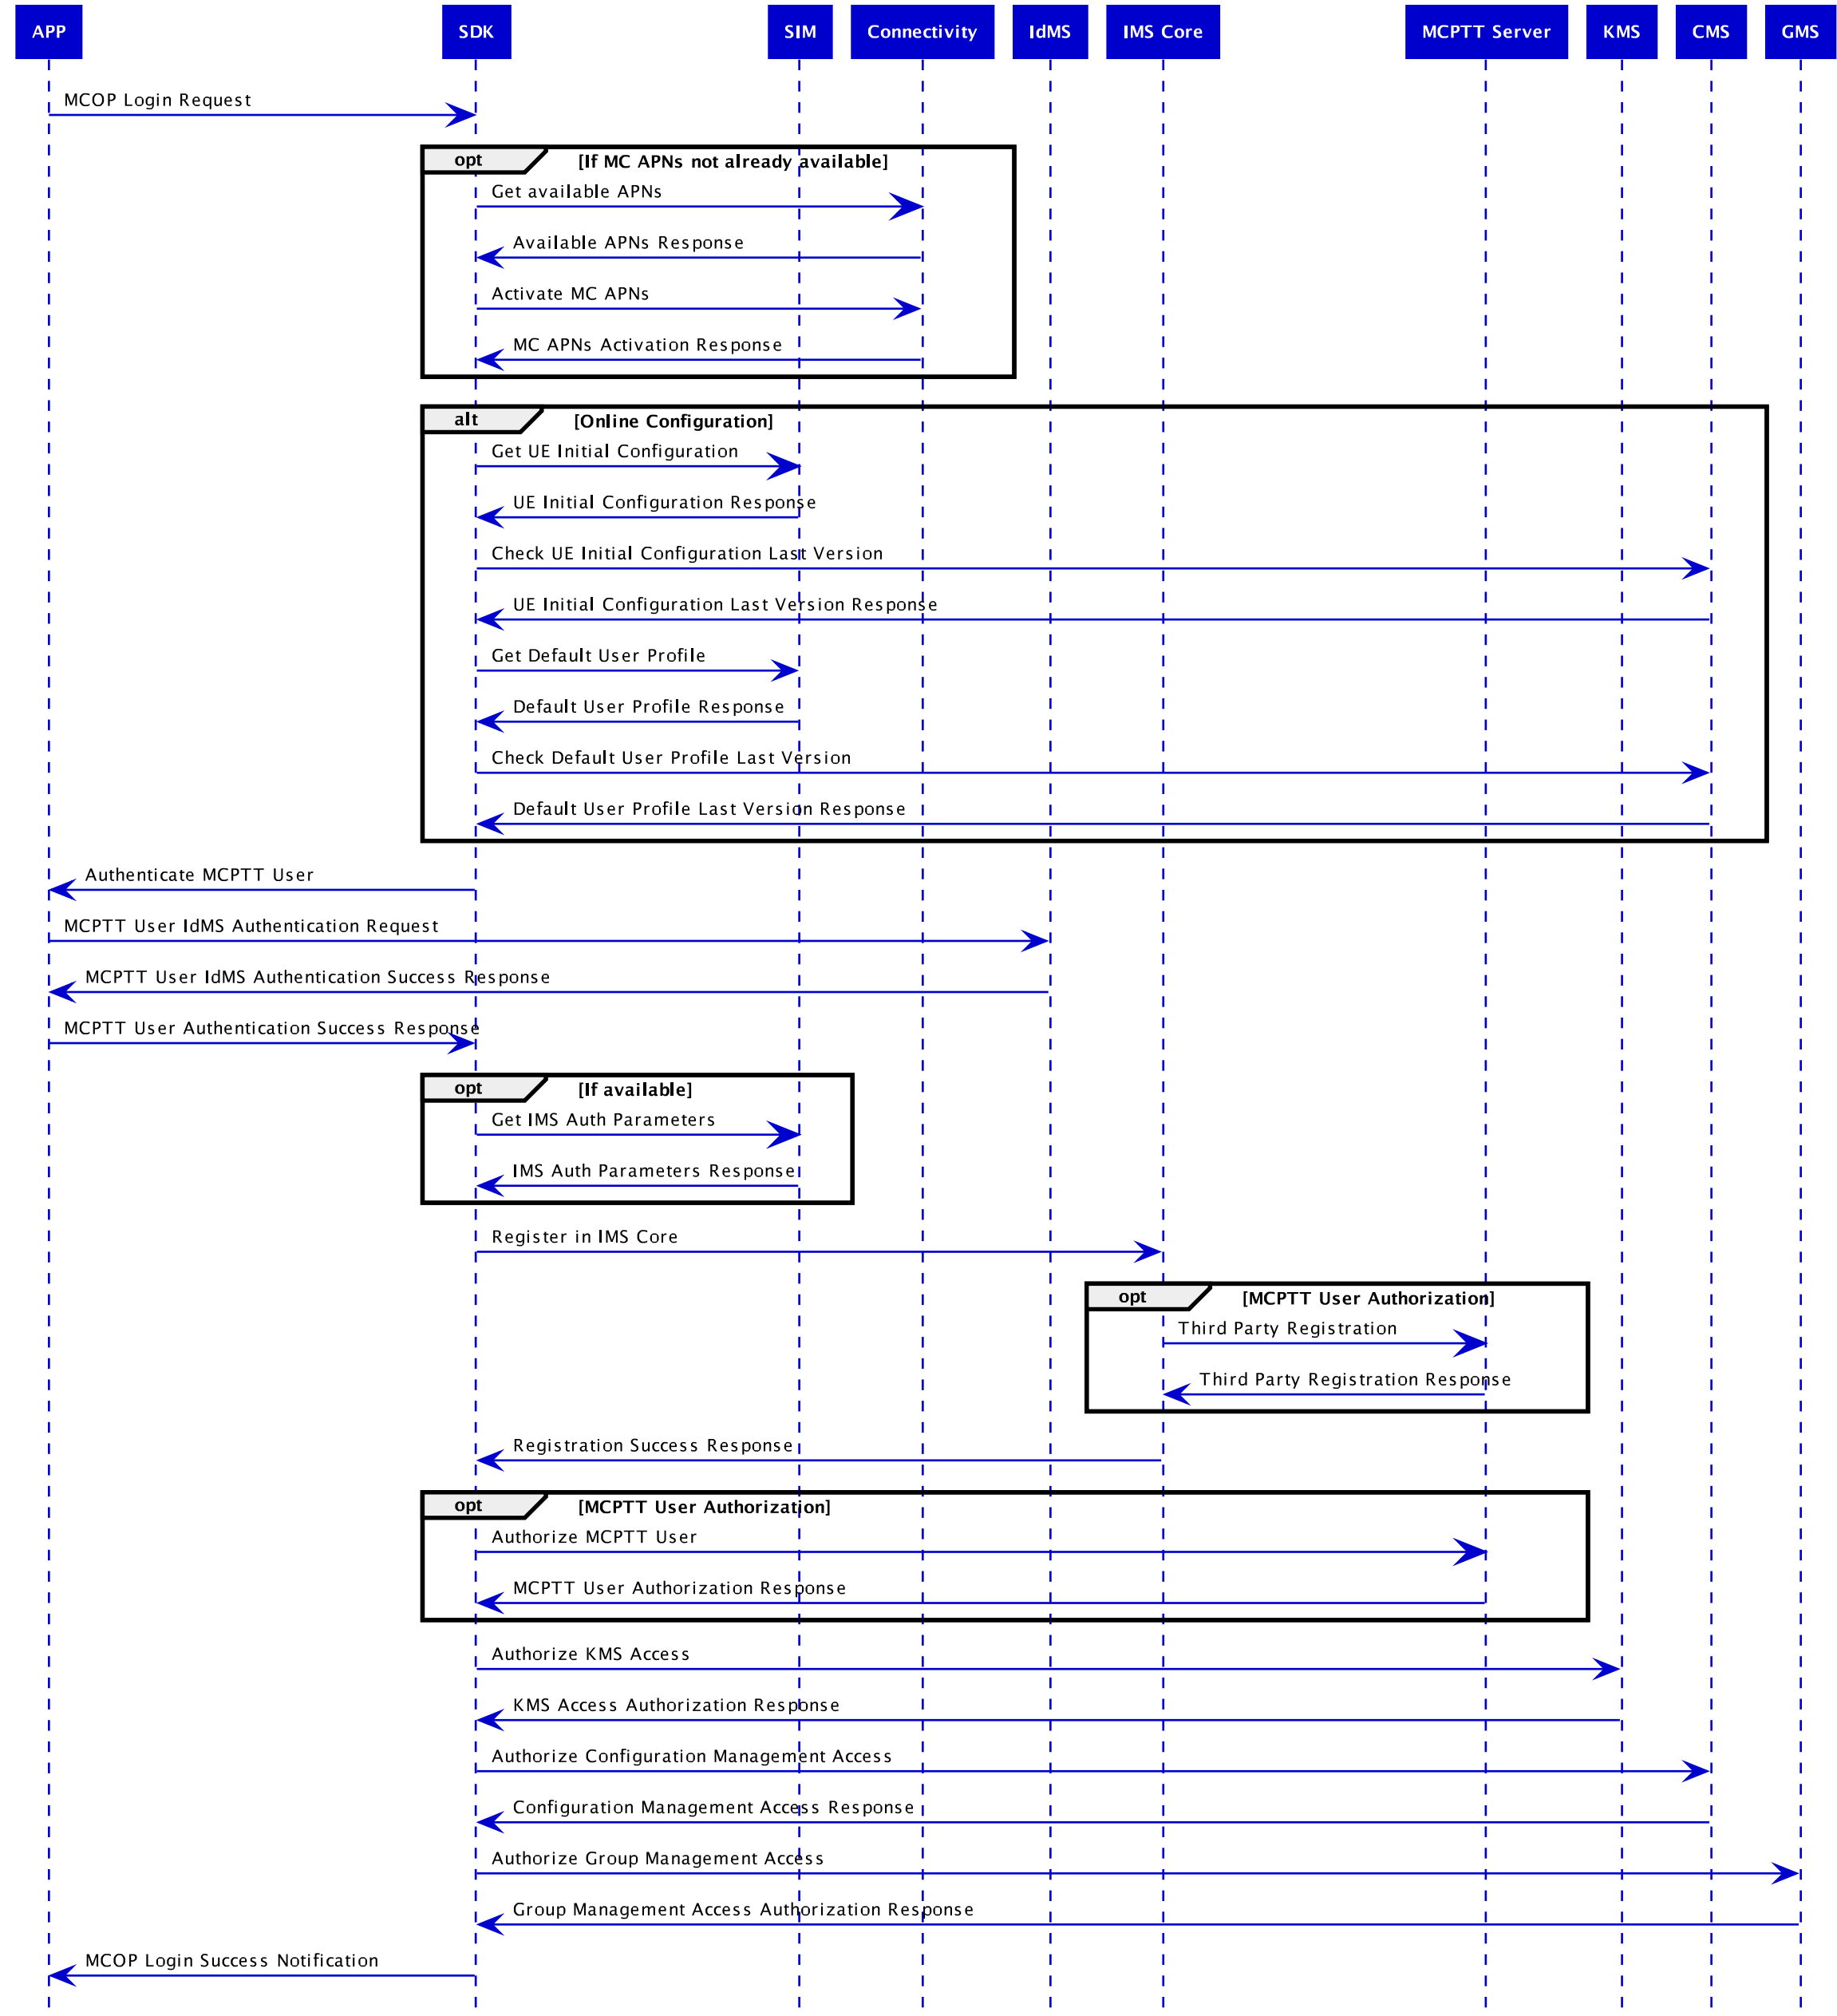 APP SDK SIM Connectivity IdMS IMS Core MCPTT Server KMS CMS GMS
MCOP Login Request
opt [If MC APNs not already available]
Get available APNs
Available APNs Response
Activate MC APNs
MC APNs Activation Response
alt [Online Configuration]
Get UE Initial Configuration
UE Initial Configuration Response
Check UE Initial Configuration Last Version
UE Initial Configuration Last Version Response
Get Default User Profile
Default User Profile Response
Check Default User Profile Last Version
Default User Profile Last Version Response
Authenticate MCPTT User
MCPTT User IdMS Authentication Request
MCPTT User IdMS Authentication Success Response
MCPTT User Authentication Success Response
opt [If available]
Get IMS Auth Parameters
IMS Auth Parameters Response
Register in IMS Core
opt [MCPTT User Authorization]
Third Party Registration
Third Party Registration Response
Registration Success Response
opt [MCPTT User Authorization]
Authorize MCPTT User
MCPTT User Authorization Response
Authorize KMS Access
KMS Access Authorization Response
Authorize Configuration Management Access
Configuration Management Access Response
Authorize Group Management Access
Group Management Access Authorization Response
MCOP Login Success Notification